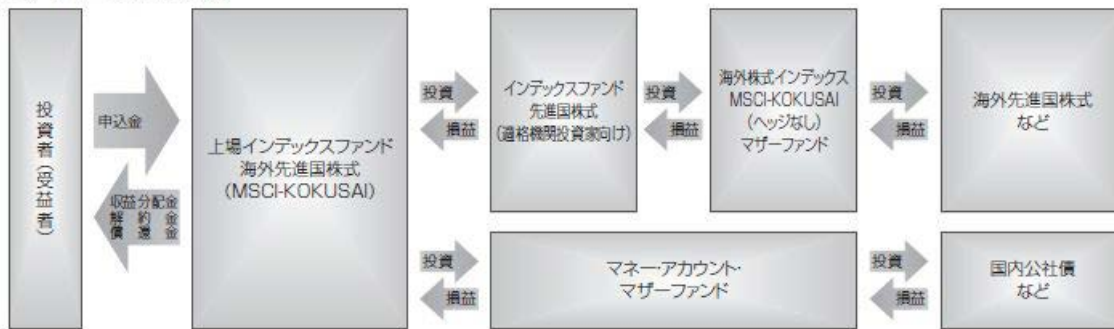 投資者(受益者)
申込金
収益分配金
解約金
償還金
上場インデックスファンド
海外先進国株式
(MSCI-KOKUSAI)
投資
損益
インデックスファンド
先進国株式
(適格機関投資家向け)
投資
損益
海外株式インデックス
MSCI-KOKUSAI
(ヘッジなし)
マザーファンド
投資
損益
海外先進国株式
など
投資
損益
マネー・アカウント・
マザーファンド
投資
損益
国内公社債
など